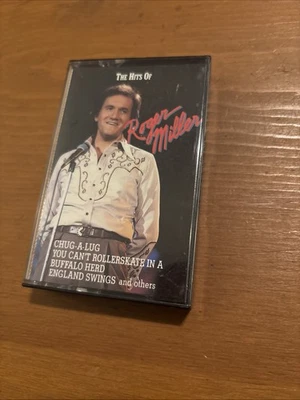 THE HITS OF
Roger
Miller
CHUG-A-LUG
YOU CAN'T ROLLERSKATE IN A
BUFFALO HERD
ENGLAND SWINGS and others